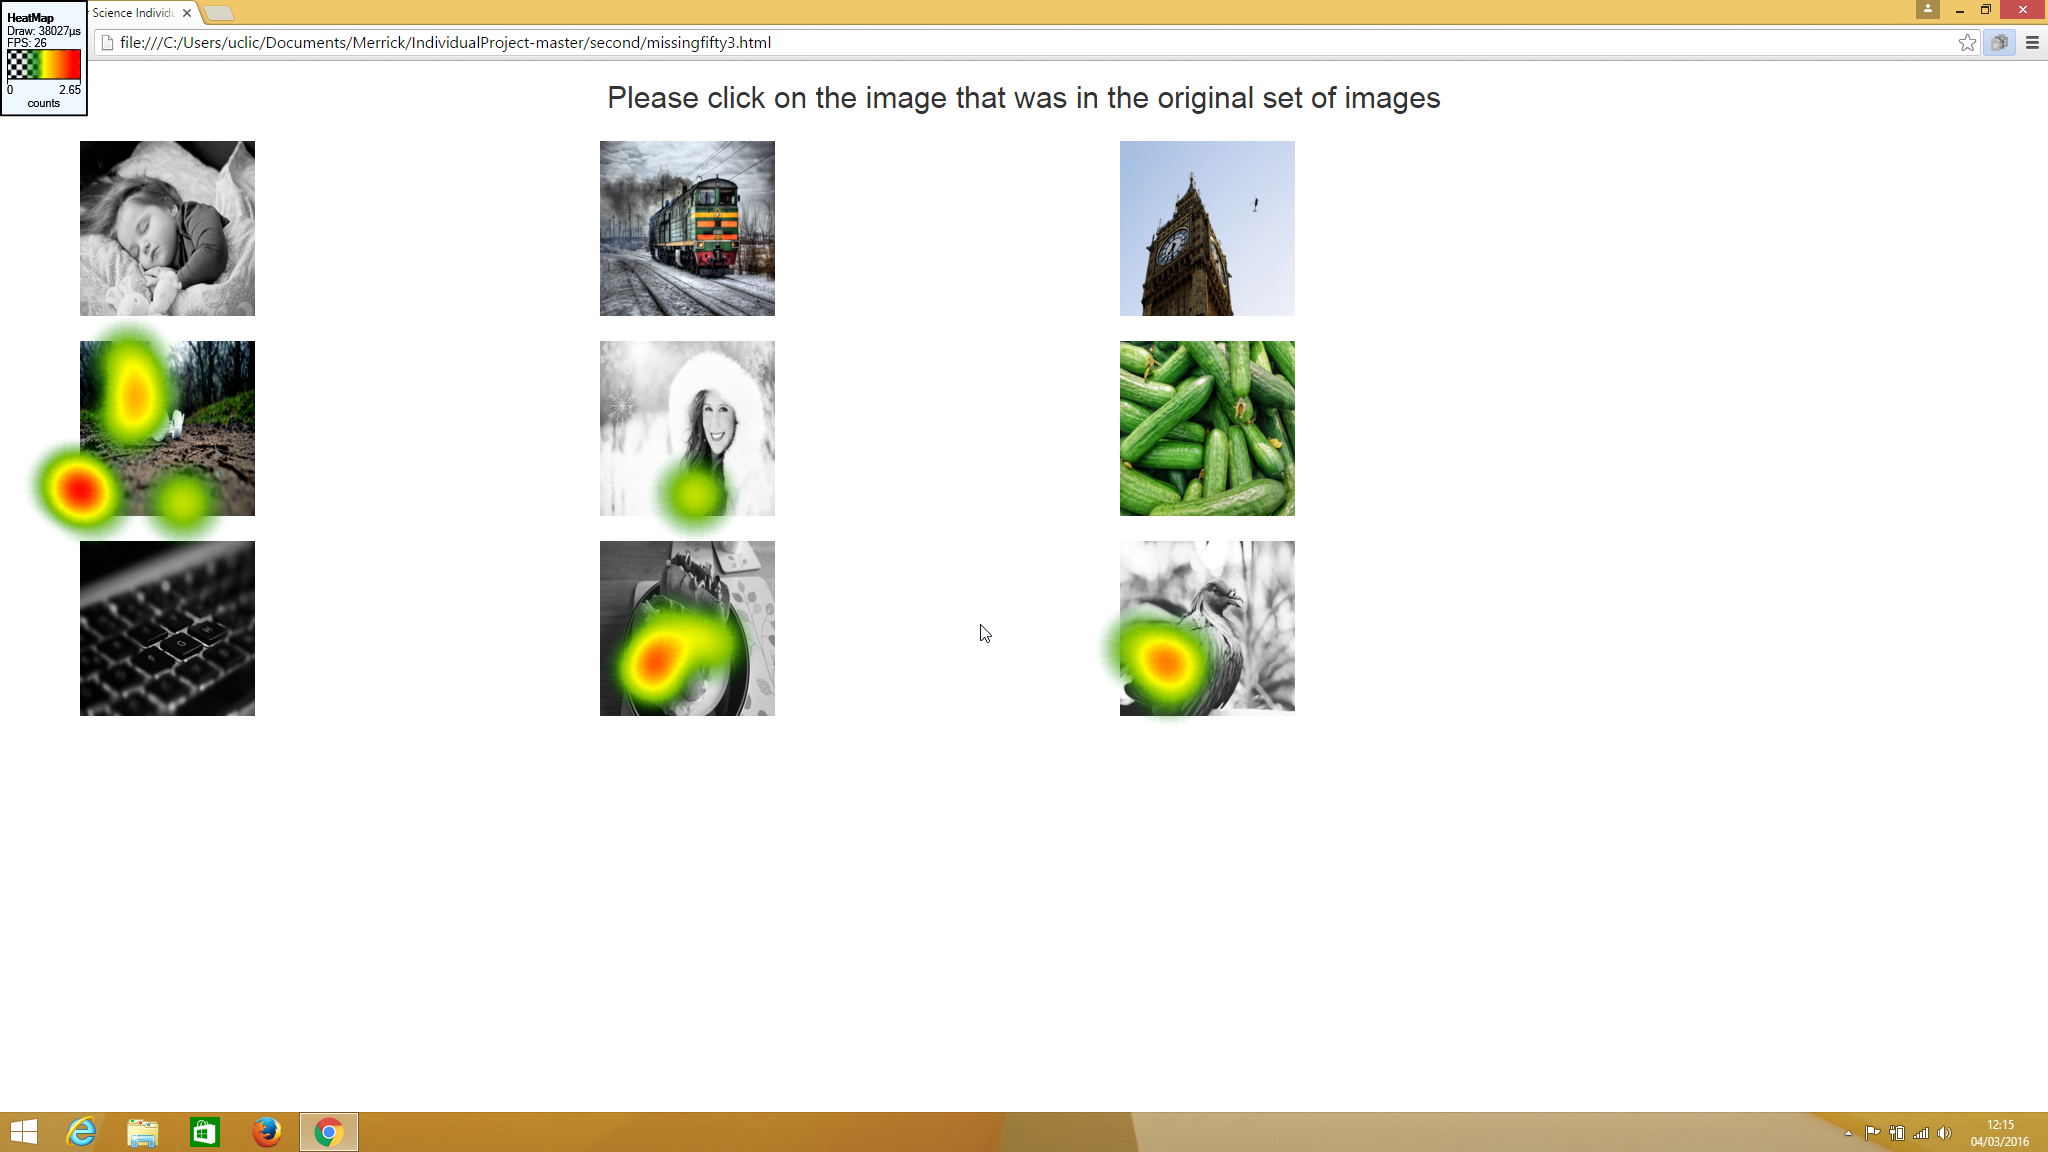 HeatMap
Draw: 38027µs
FPS: 26
0 2.65
counts
Science Individu
file:///C:/Users/uclic/Documents/Merrick/IndividualProject-master/second/missingfifty3.html
Please click on the image that was in the original set of images
12:15
04/03/2016